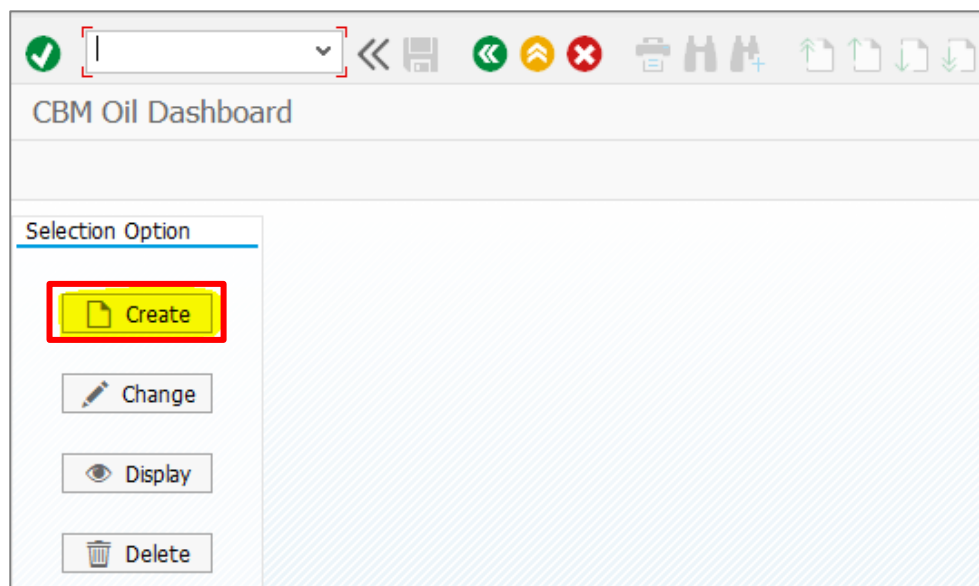 CBM Oil Dashboard
Selection Option
Create
Change
Display
Delete